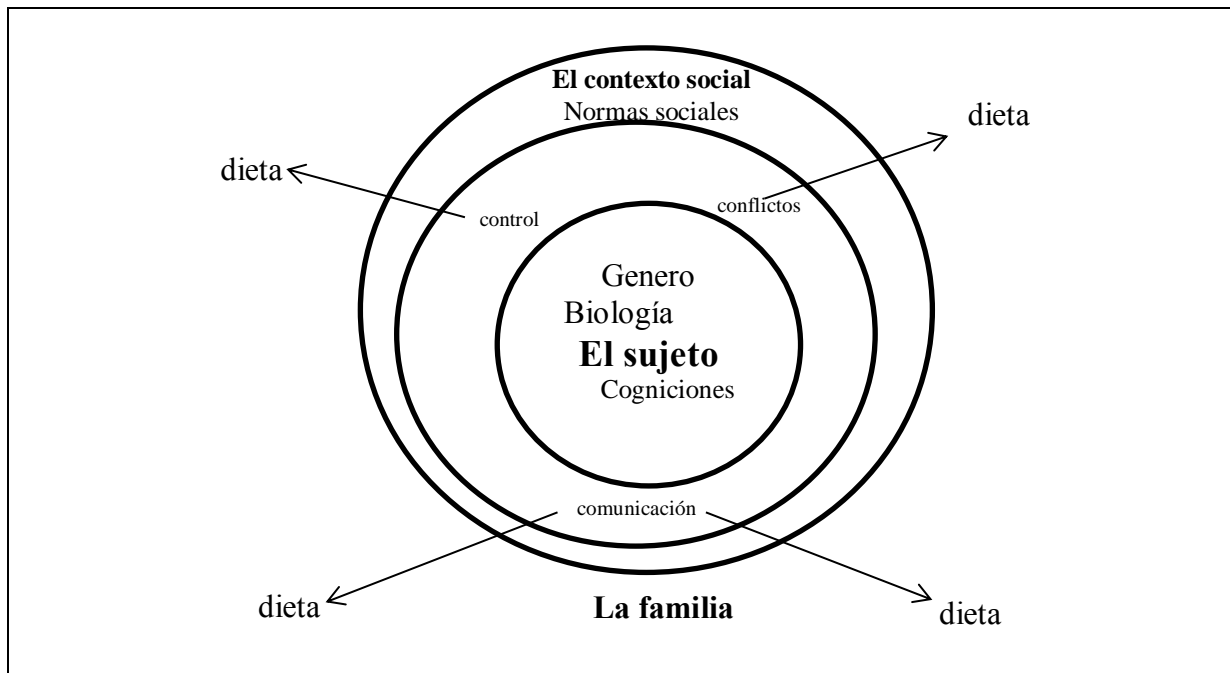 El contexto social
Normas sociales
dieta
dieta
control
conflictos
Genero
Biología
El sujeto
Cogniciones
comunicación
dieta
La familia
dieta